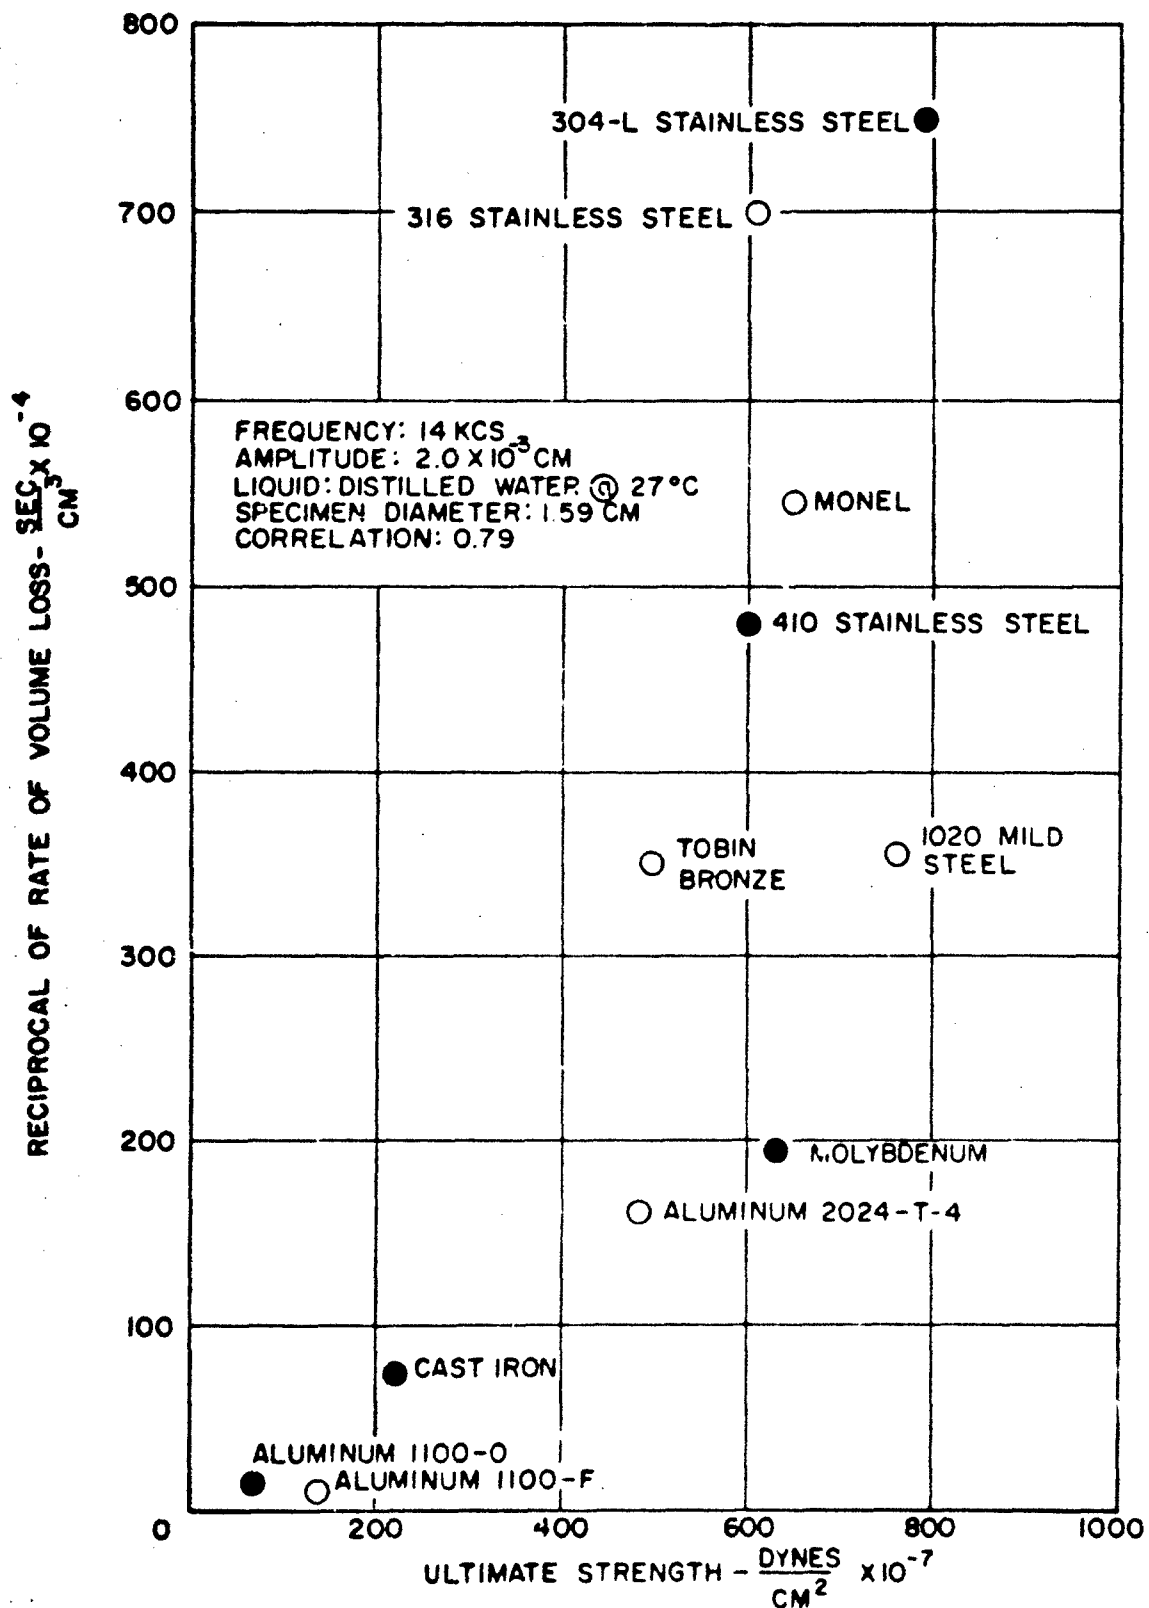 800
304-L STAINLESS STEEL
700
316 STAINLESS STEEL
600
FREQUENCY: 14 KCS
AMPLITUDE: 2.0 X 10⁻³ CM
LIQUID: DISTILLED WATER @ 27°C
SPECIMEN DIAMETER: 1.59 CM
CORRELATION: 0.79
MONEL
500
410 STAINLESS STEEL
400
TOBIN
BRONZE
1020 MILD
STEEL
300
200
MOLYBDENUM
ALUMINUM 2024-T-4
100
CAST IRON
ALUMINUM 1100-O
ALUMINUM 1100-F
0 200 400 600 800 1000
ULTIMATE STRENGTH - DYNES/CM² X10⁻⁷
RECIPROCAL OF RATE OF VOLUME LOSS - SEC/CM³ X 10⁻⁴